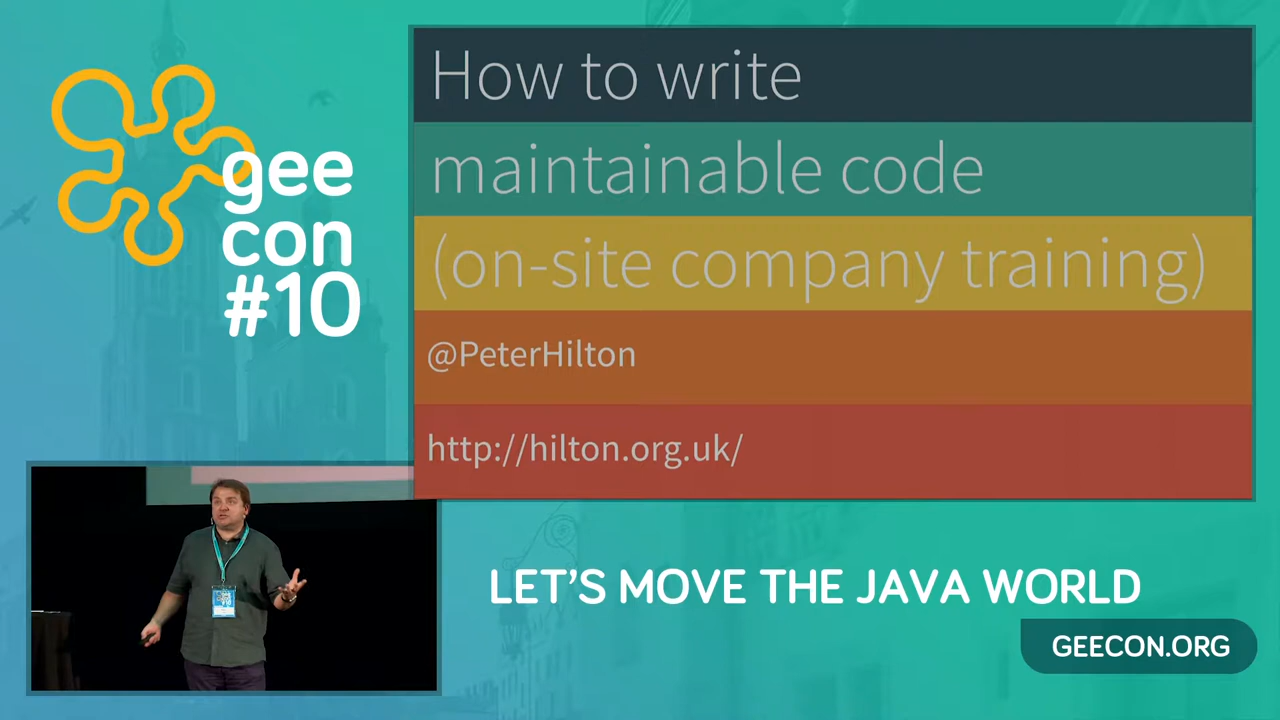 gee
con
#10
How to write
maintainable code
(on-site company training)
@PeterHilton
http://hilton.org.uk/
LET'S MOVE THE JAVA WORLD
GEECON.ORG